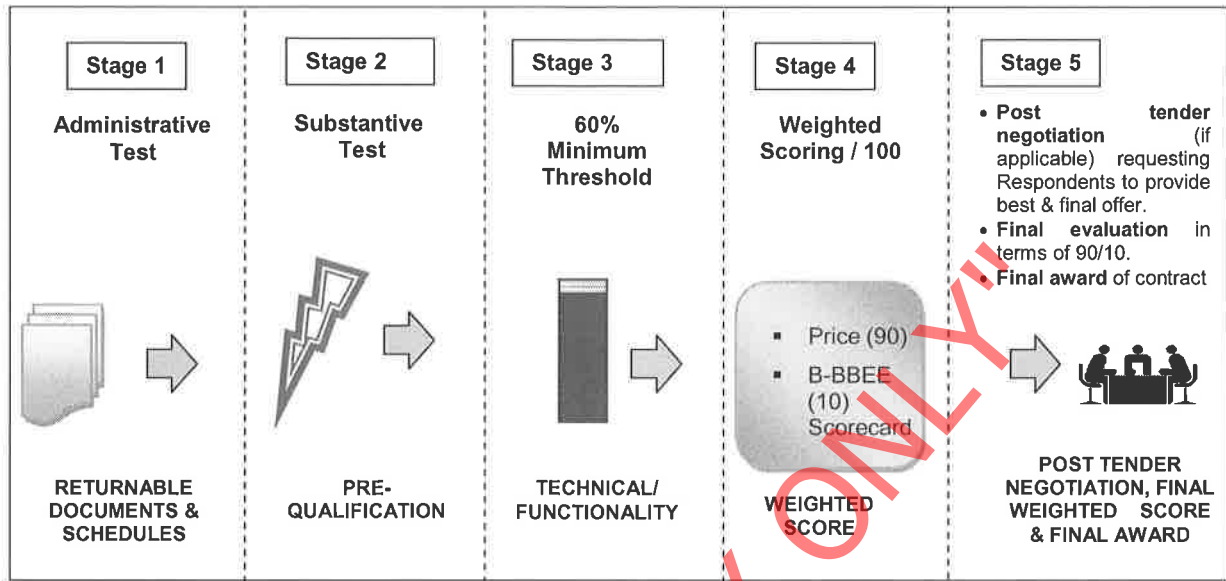 Stage 1
Administrative
Test
RETURNABLE
DOCUMENTS &
SCHEDULES
Stage 2
Substantive
Test
PRE-
QUALIFICATION
Stage 3
60%
Minimum
Threshold
TECHNICAL/
FUNCTIONALITY
Stage 4
Weighted
Scoring / 100
▪ Price (90)
▪ B-BBEE
(10)
Scorecard
WEIGHTED
SCORE
Stage 5
• Post tender
negotiation (if
applicable) requesting
Respondents to provide
best & final offer.
• Final evaluation in
terms of 90/10.
• Final award of contract
POST TENDER
NEGOTIATION, FINAL
WEIGHTED SCORE
& FINAL AWARD
ONLY"